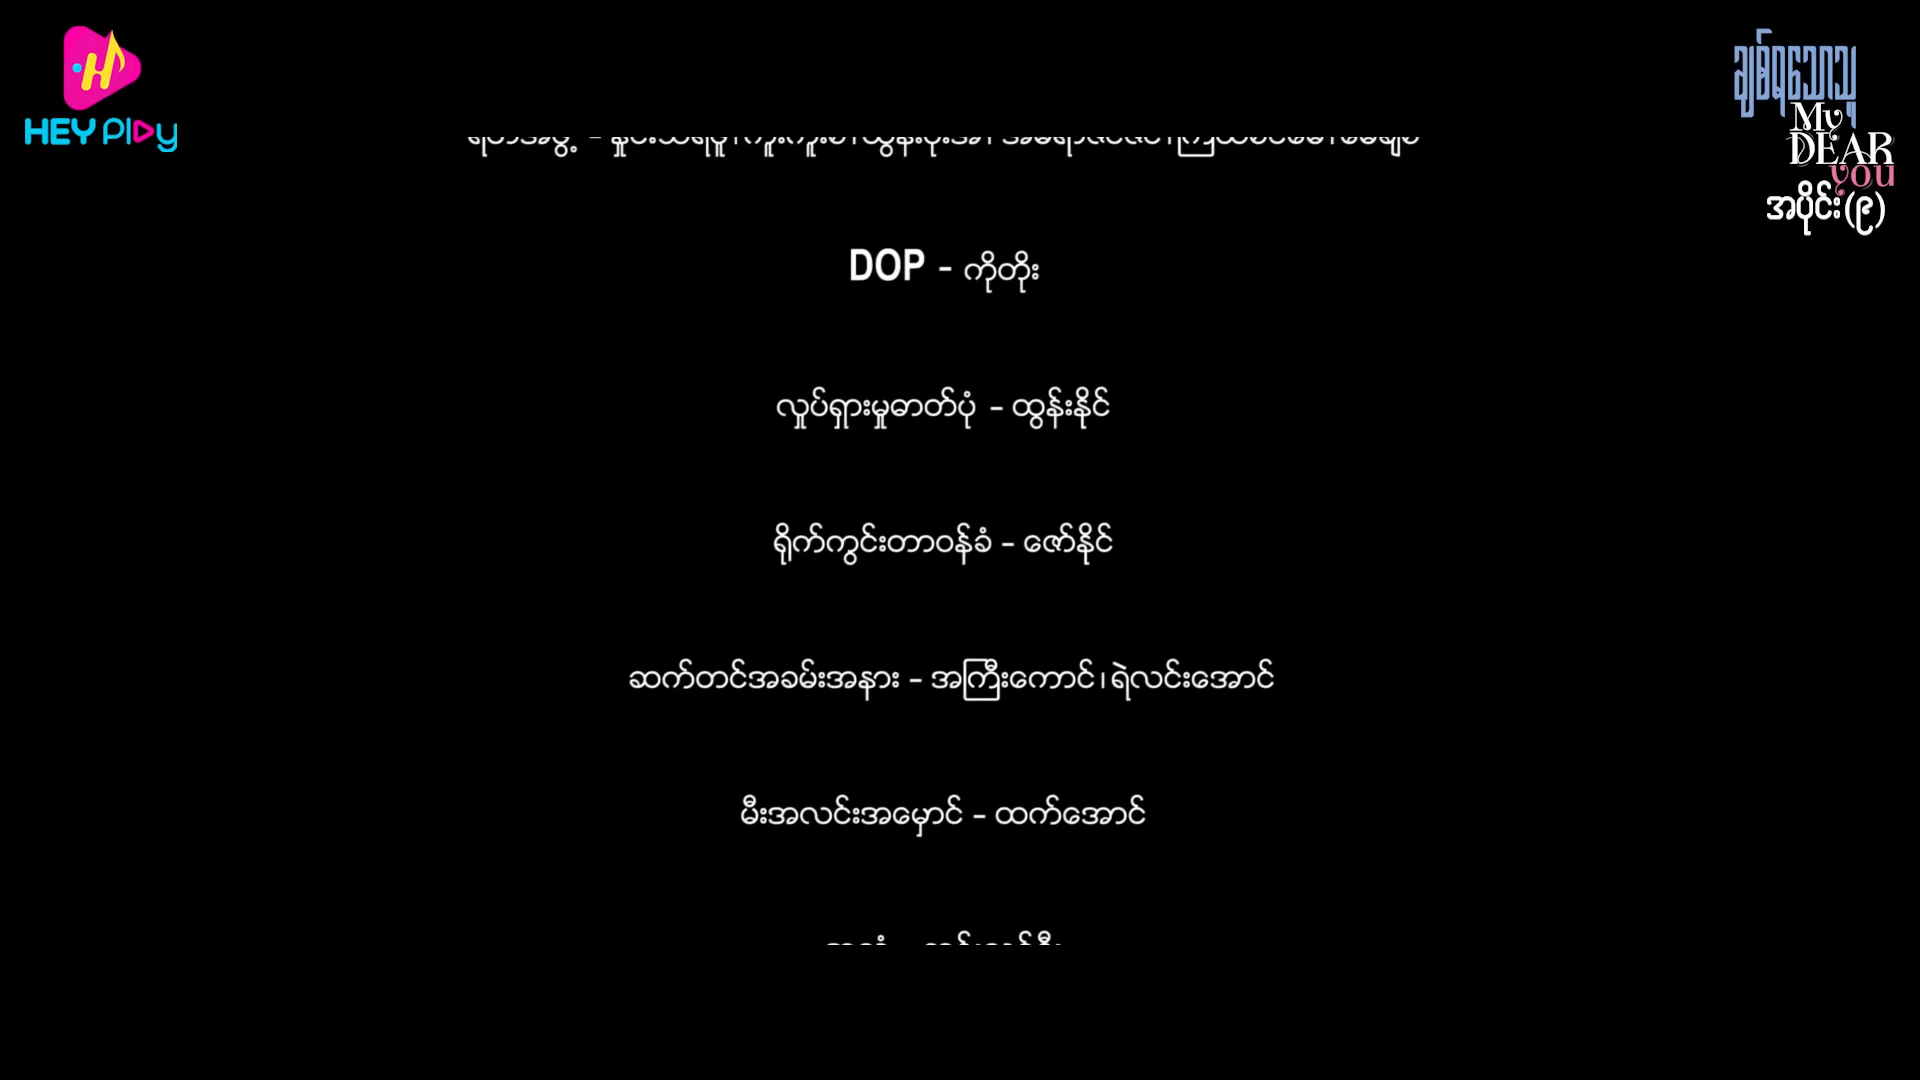 HEY PlAy
ချစ်ရသောသူ
My
DEAR
you
အပိုင်း(၉)
DOP - ကိုတိုး
လှုပ်ရှားမှုဓာတ်ပုံ - ထွန်းနိုင်
ရိုက်ကွင်းတာဝန်ခံ - ဇော်နိုင်
ဆက်တင်အခမ်းအနား - အကြီးကောင်၊ရဲလင်းအောင်
မီးအလင်းအမှောင် - ထက်အောင်